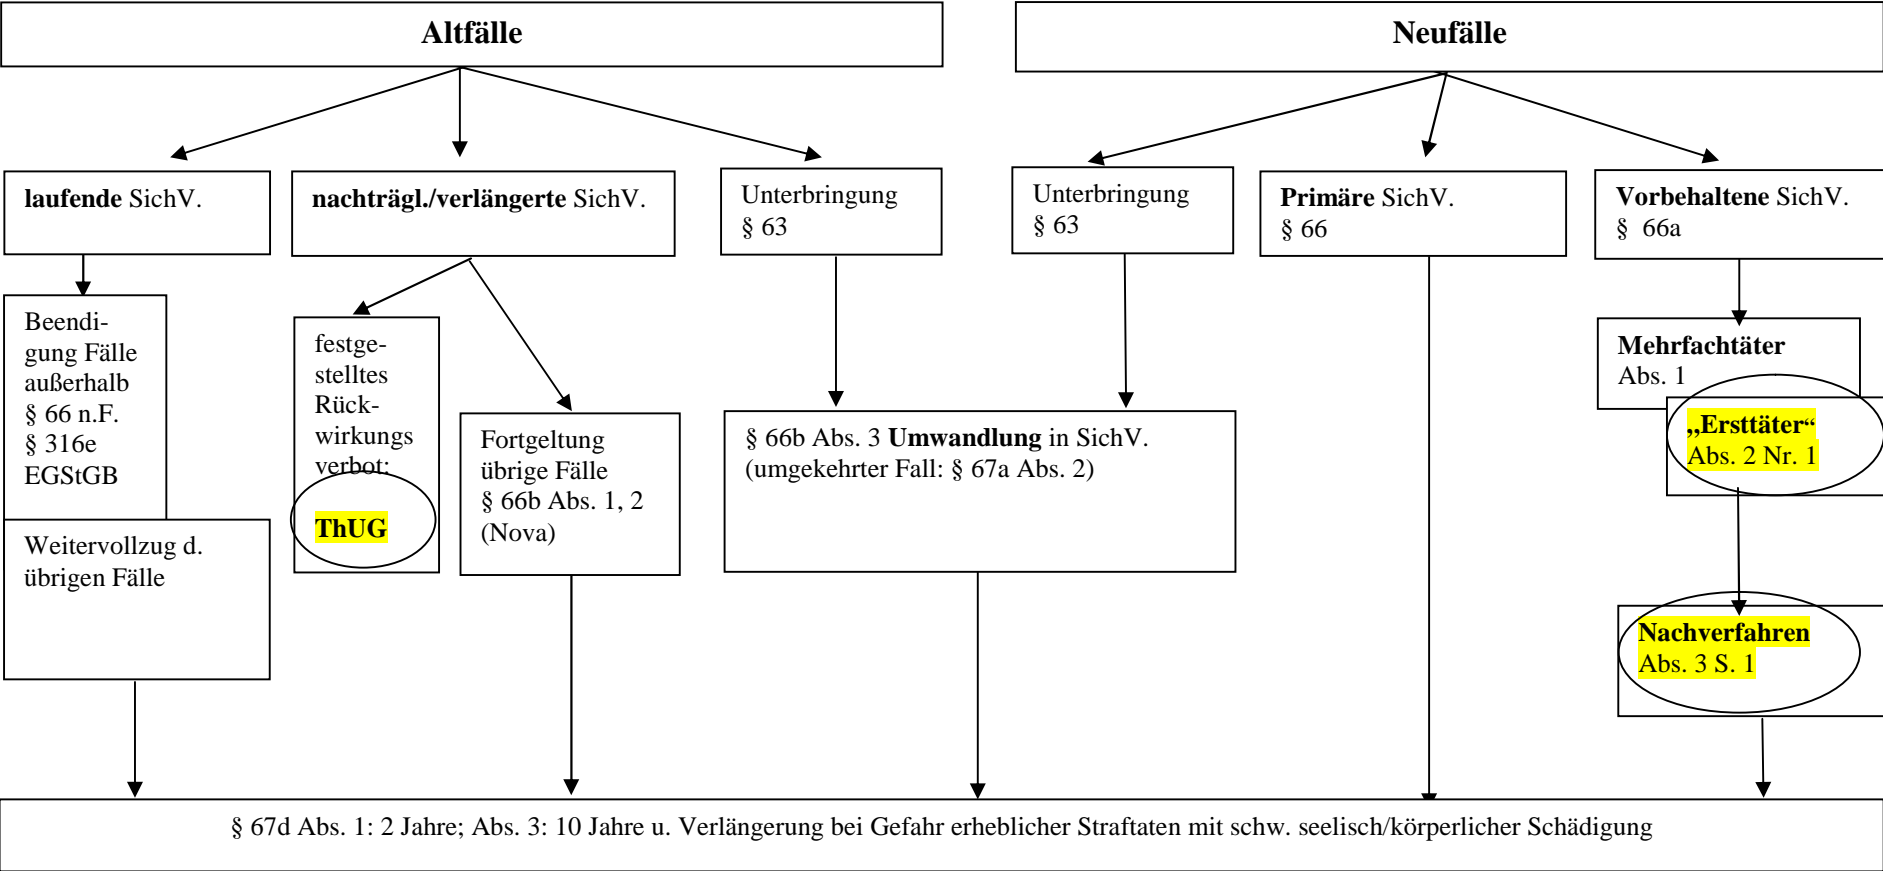 Altfälle
Neufälle
laufende SichV.
nachträgl./verlängerte SichV.
Unterbringung
§ 63
Unterbringung
§ 63
Primäre SichV.
§ 66
Vorbehaltene SichV.
§ 66a
Beendi-
gung Fälle
außerhalb
§ 66 n.F.
§ 316e
EGStGB
Weitervollzug d.
übrigen Fälle
festge-
stelltes
Rück-
wirkungs
verbot:
ThUG
Fortgeltung
übrige Fälle
§ 66b Abs. 1, 2
(Nova)
§ 66b Abs. 3 Umwandlung in SichV.
(umgekehrter Fall: § 67a Abs. 2)
Mehrfachtäter
Abs. 1
„Ersttäter“
Abs. 2 Nr. 1
Nachverfahren
Abs. 3 S. 1
§ 67d Abs. 1: 2 Jahre; Abs. 3: 10 Jahre u. Verlängerung bei Gefahr erheblicher Straftaten mit schw. seelisch/körperlicher Schädigung